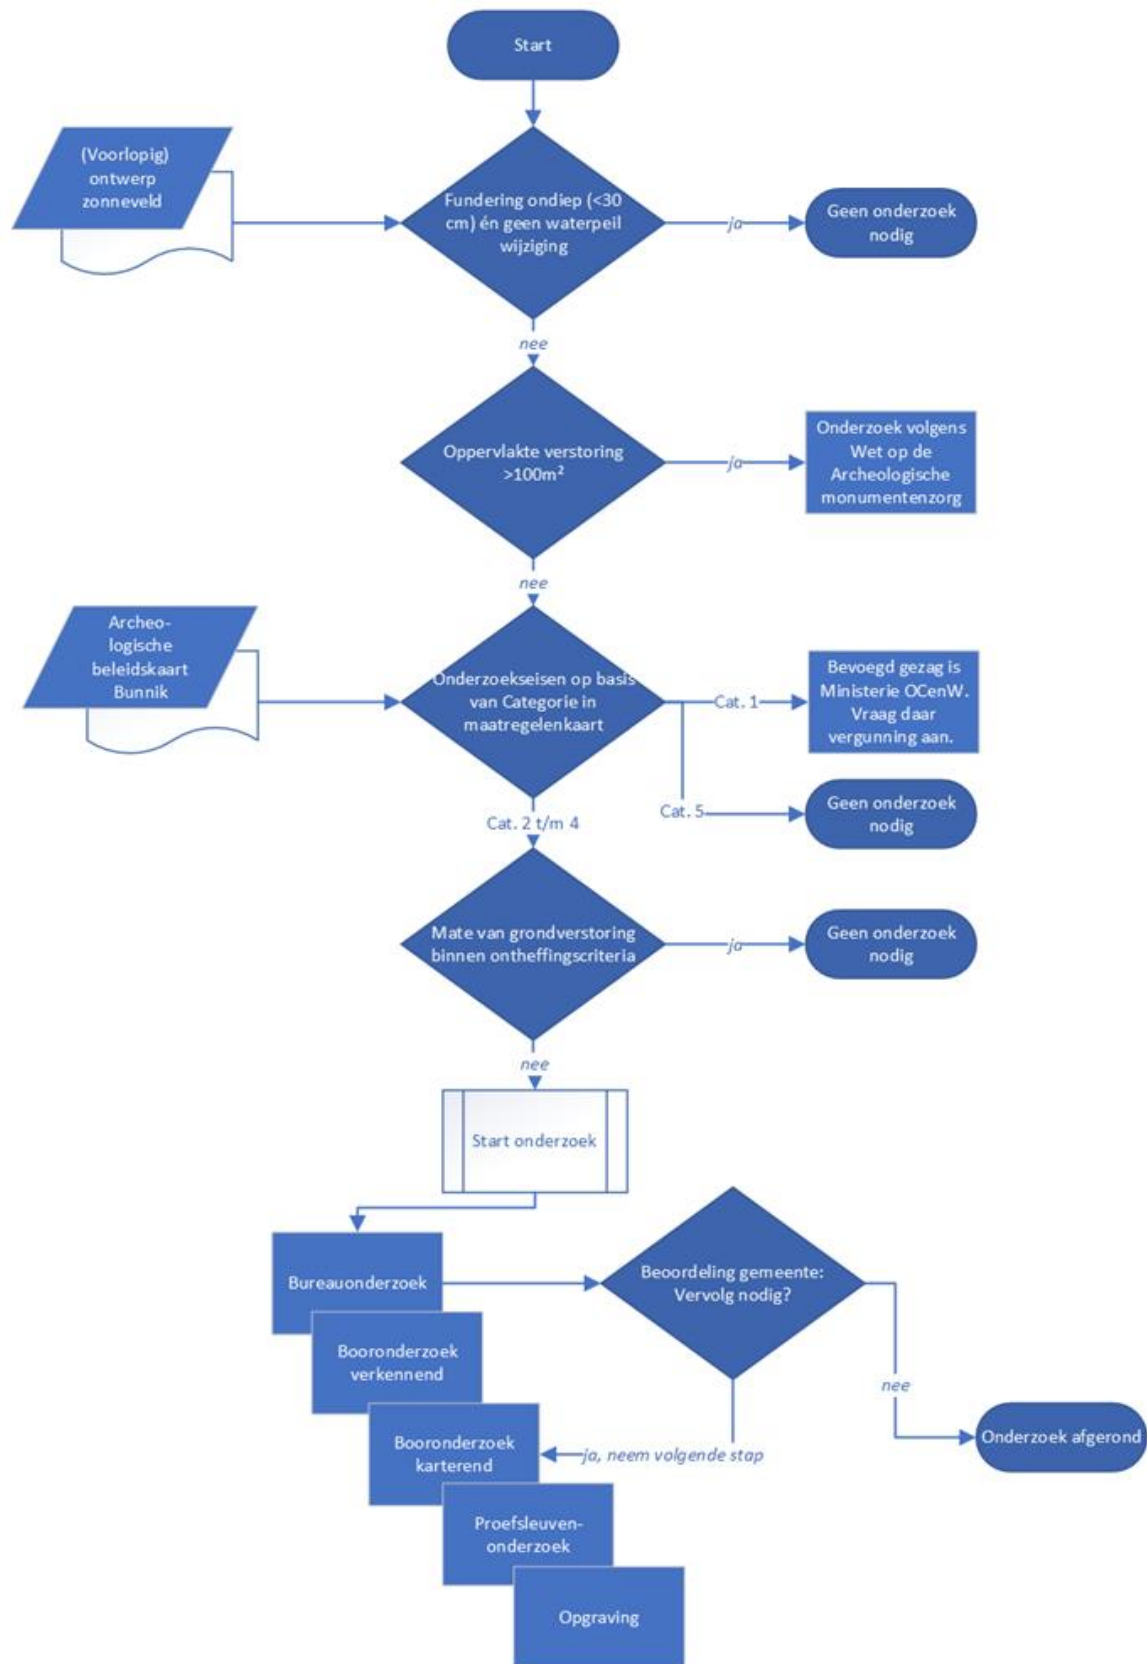 Start
(Voorlopig)
ontwerp
zonneveld
Fundering ondiep (<30
cm) én geen waterpeil
wijziging
ja
Geen onderzoek
nodig
nee
Oppervlakte verstoring
>100m²
ja
Onderzoek volgens
Wet op de
Archeologische
monumentenzorg
nee
Archeo-
logische
beleidskaart
Bunnik
Onderzoekseisen op basis
van Categorie in
maatregelenkaart
Cat. 1
Bevoegd gezag is
Ministerie OCenW.
Vraag daar
vergunning aan.
Cat. 5
Geen onderzoek
nodig
Cat. 2 t/m 4
Mate van grondverstoring
binnen ontheffingscriteria
ja
Geen onderzoek
nodig
nee
Start onderzoek
Bureauonderzoek
Beoordeling gemeente:
Vervolg nodig?
Booronderzoek
verkennend
nee
Onderzoek afgerond
Booronderzoek
karterend
ja, neem volgende stap
Proefsleuven-
onderzoek
Opgraving